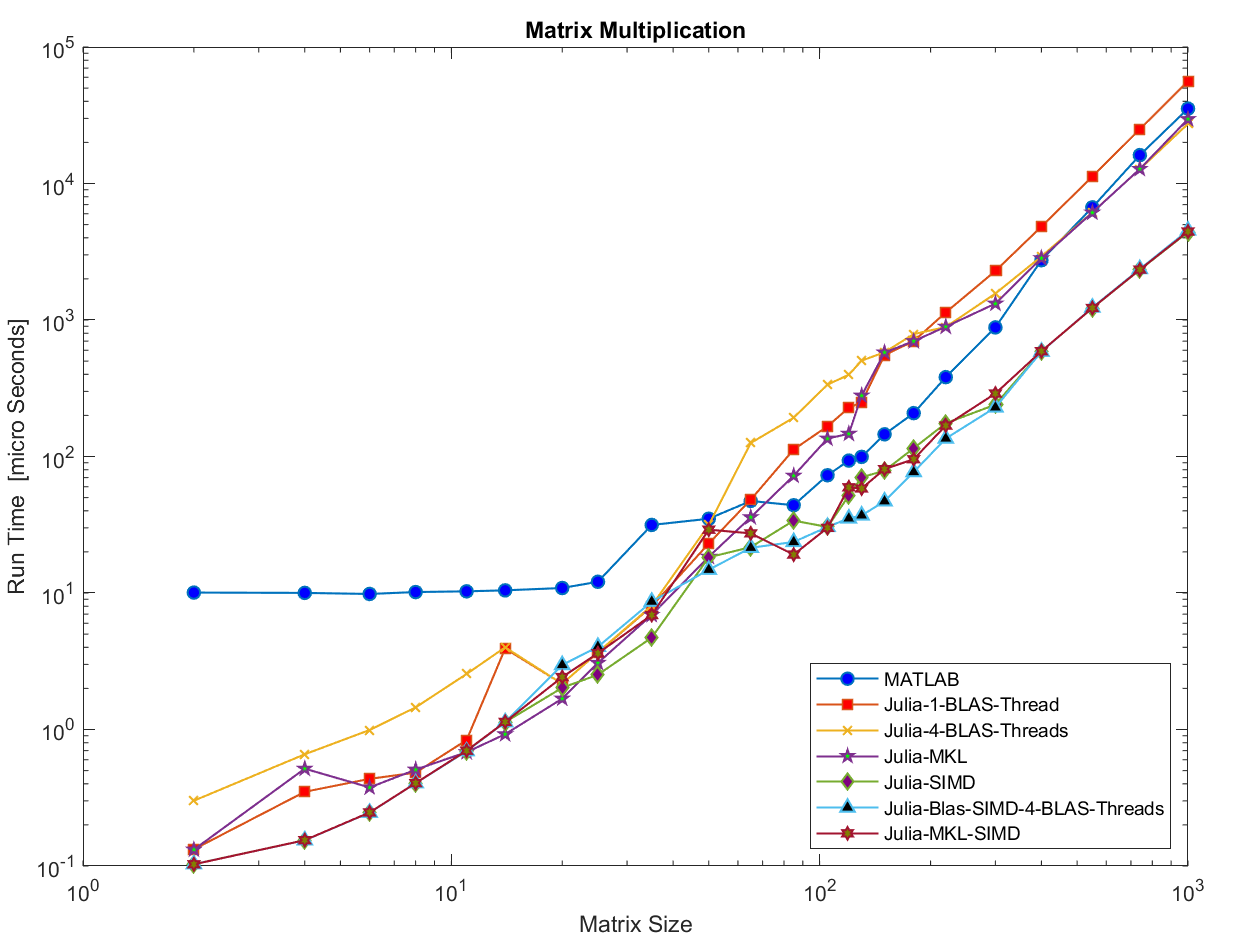 Matrix Multiplication
10^5
10^4
10^3
10^2
10^1
10^0
10^-1
Run Time [micro Seconds]
10^0 10^1 10^2 10^3
Matrix Size
MATLAB
Julia-1-BLAS-Thread
Julia-4-BLAS-Threads
Julia-MKL
Julia-SIMD
Julia-Blas-SIMD-4-BLAS-Threads
Julia-MKL-SIMD